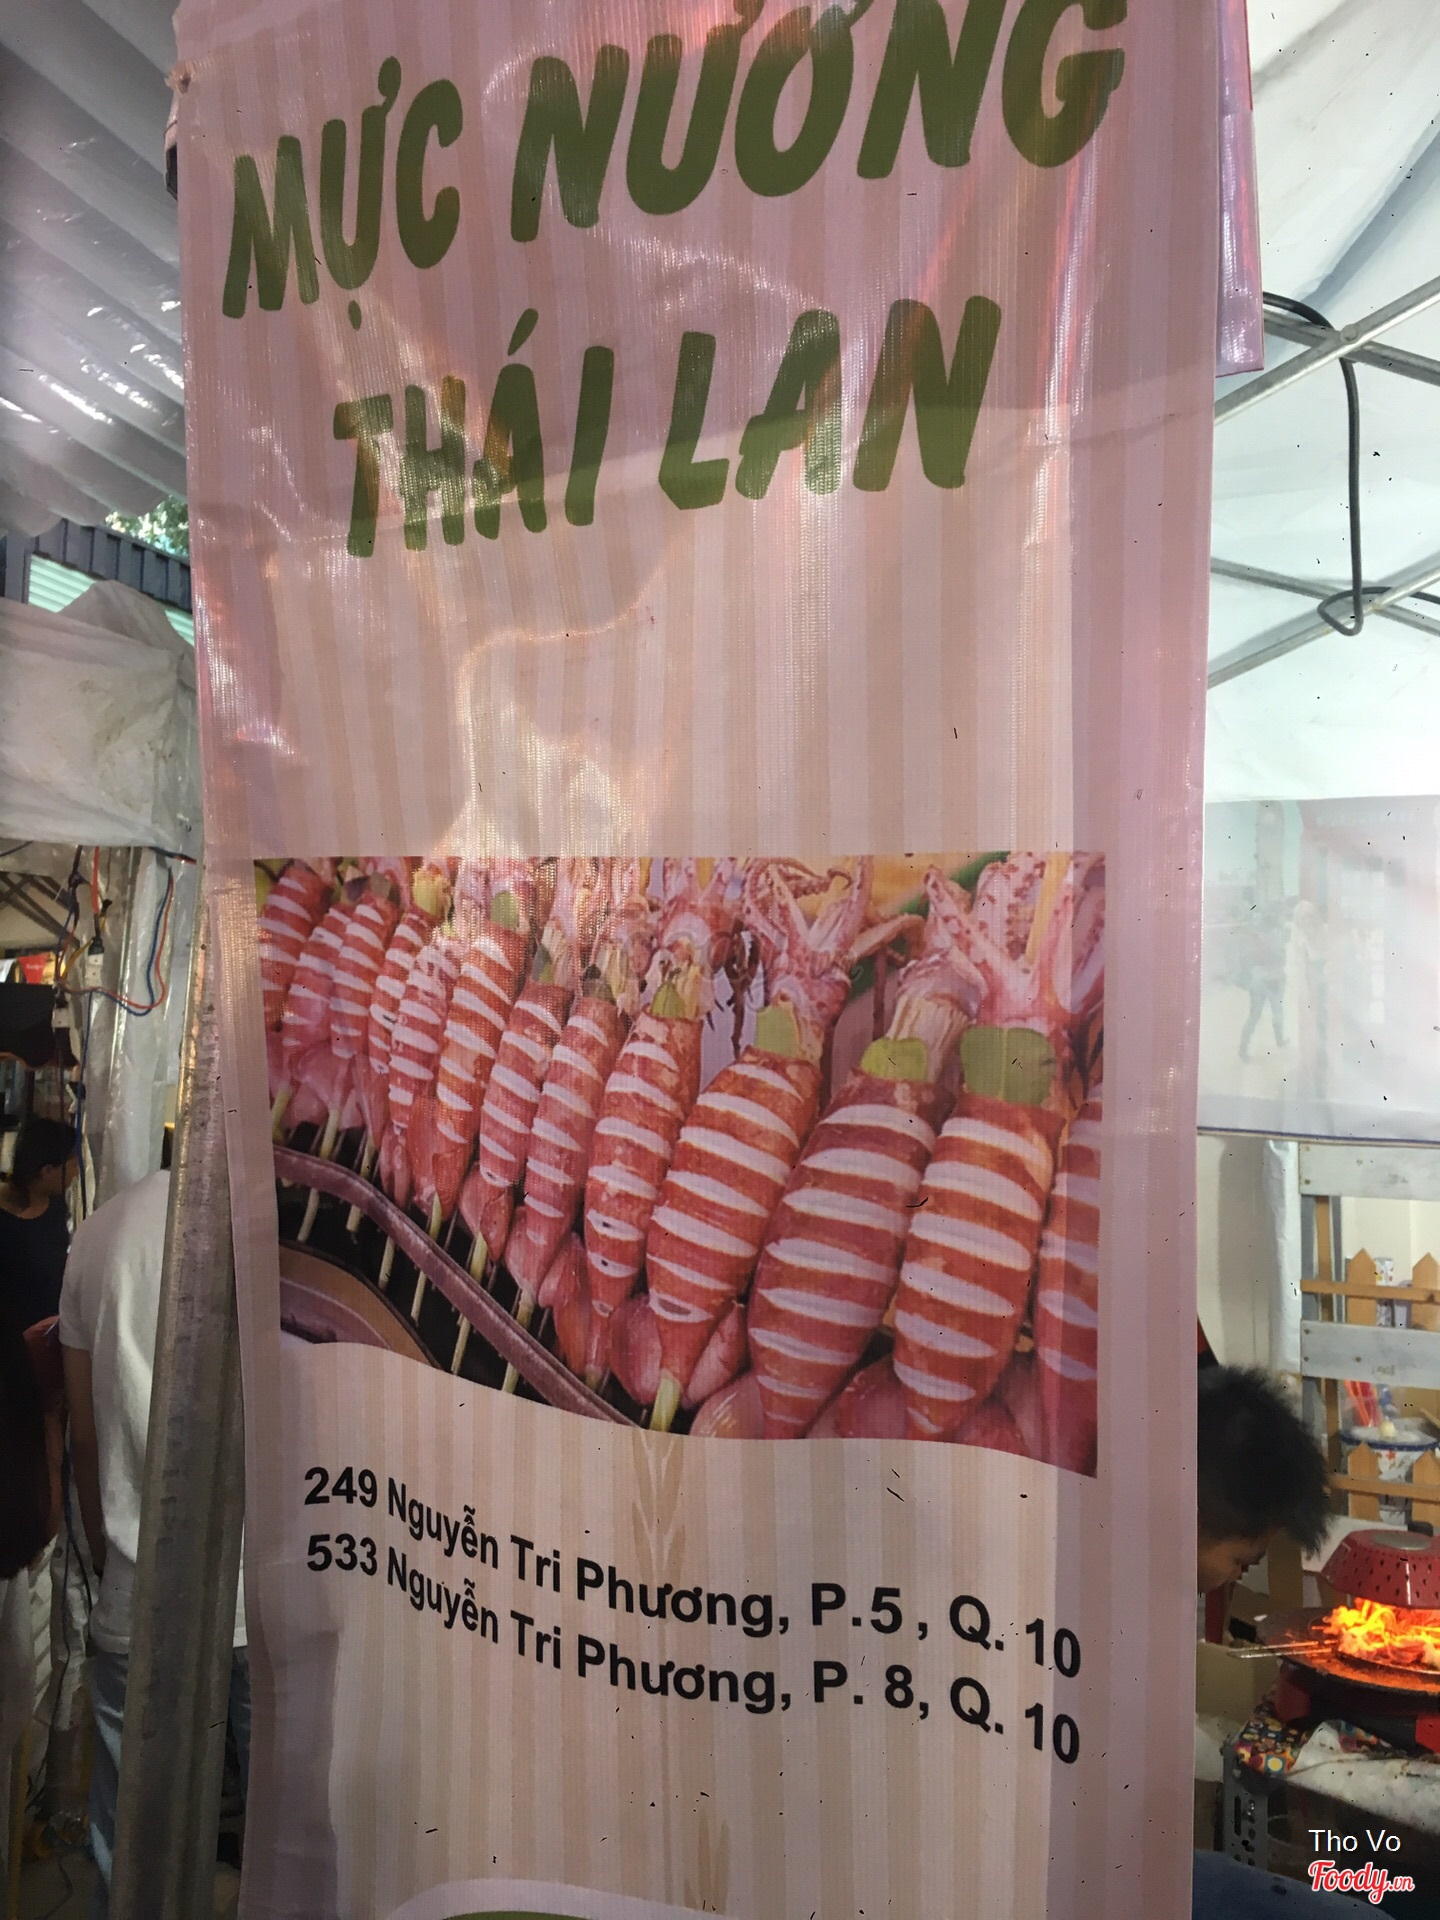 MỰC NƯỚNG
THÁI LAN
249 Nguyễn Tri Phương, P.5, Q. 10
533 Nguyễn Tri Phương, P. 8, Q. 10
Tho Vo
Foody.vn